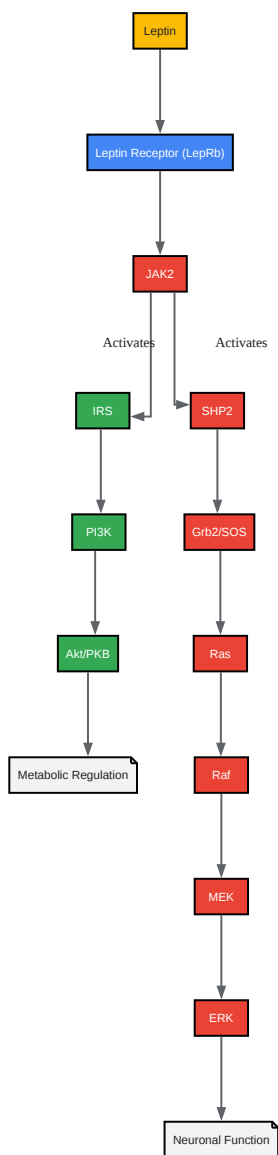 Leptin
Leptin Receptor (LepRb)
JAK2
Activates
Activates
IRS
SHP2
PI3K
Grb2/SOS
Akt/PKB
Ras
Metabolic Regulation
Raf
MEK
ERK
Neuronal Function